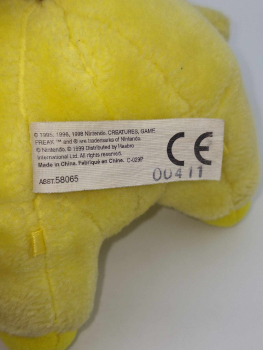 © 1995, 1996, 1998 Nintendo, CREATURES, GAME
FREAK ™ and ® are trademarks of Nintendo.
© Nintendo. © 1999 Distributed by Hasbro
International Ltd. All rights reserved.
Made in China. Fabriqué en Chine. C-029P
ASST.58065
CE
00411